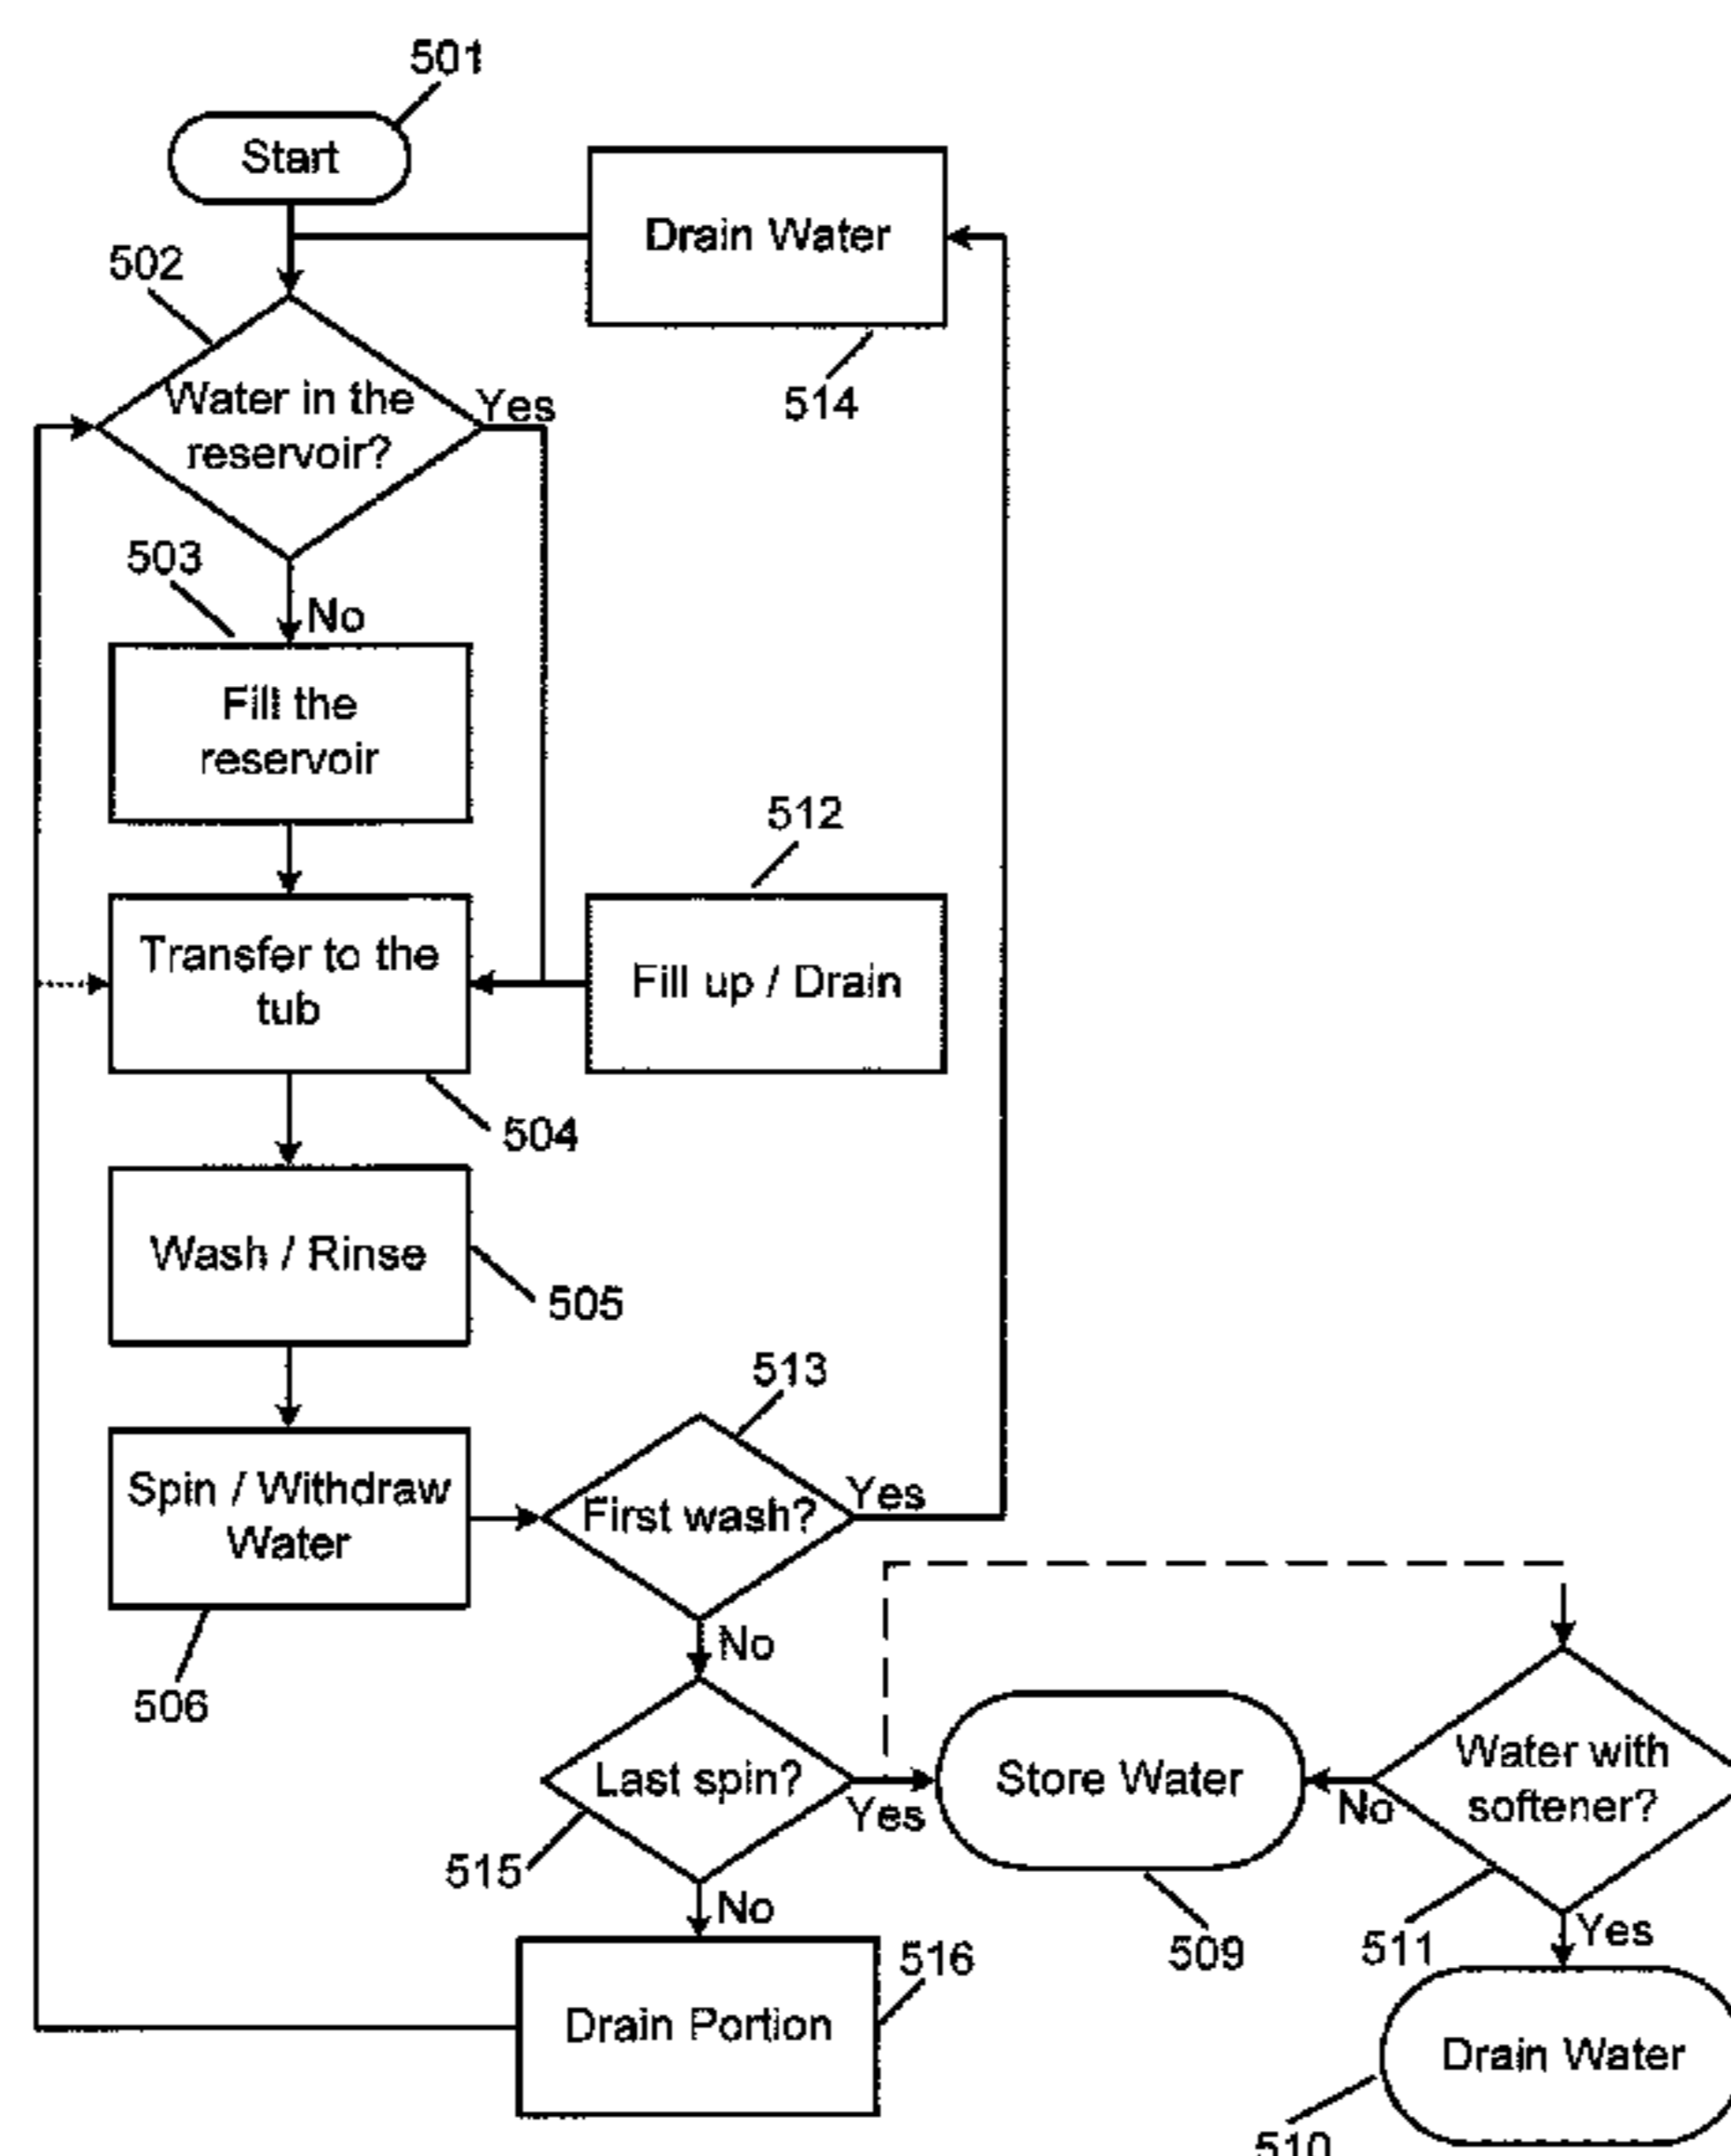 501
Start
Drain Water
514
502
Water in the
reservoir?
Yes
503
No
Fill the
reservoir
512
Transfer to the
tub
Fill up / Drain
504
Wash / Rinse
505
513
Spin / Withdraw
Water
First wash?
Yes
506
No
Last spin?
Yes
515
Store Water
509
Water with
softener?
No
511
Yes
No
516
Drain Portion
Drain Water
510